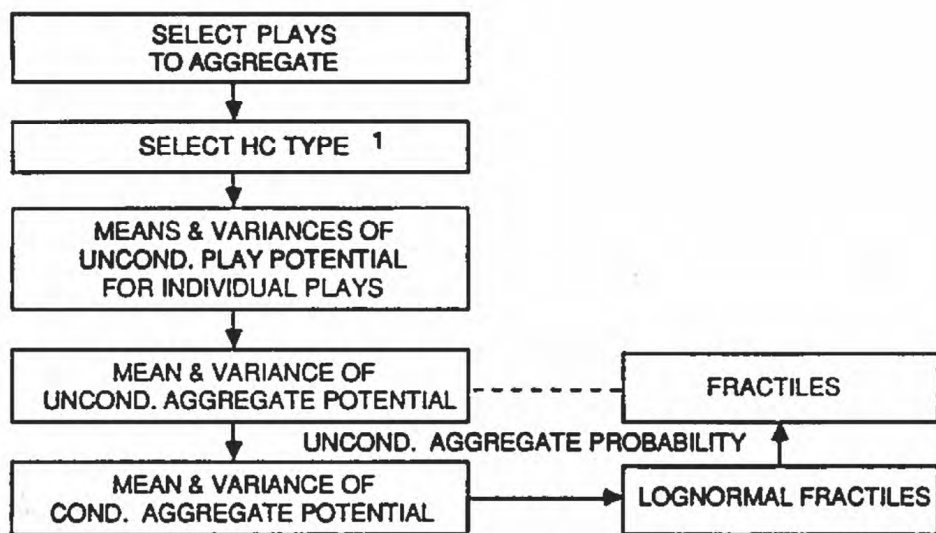 SELECT PLAYS
TO AGGREGATE
SELECT HC TYPE 1
MEANS & VARIANCES OF
UNCOND. PLAY POTENTIAL
FOR INDIVIDUAL PLAYS
MEAN & VARIANCE OF
UNCOND. AGGREGATE POTENTIAL
FRACTILES
UNCOND. AGGREGATE PROBABILITY
MEAN & VARIANCE OF
COND. AGGREGATE POTENTIAL
LOGNORMAL FRACTILES